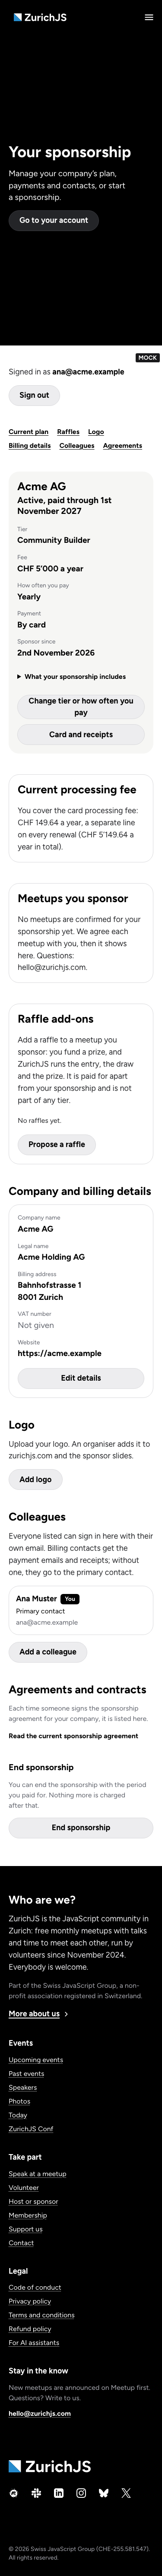 ZurichJS
Your sponsorship
Manage your company's plan,
payments and contacts, or start
a sponsorship.
Go to your account
MOCK
Signed in as ana@acme.example
Sign out
Current plan Raffles Logo
Billing details Colleagues Agreements
Acme AG
Active, paid through 1st
November 2027
Tier
Community Builder
Fee
CHF 5'000 a year
How often you pay
Yearly
Payment
By card
Sponsor since
2nd November 2026
What your sponsorship includes
Change tier or how often you
pay
Card and receipts
Current processing fee
You cover the card processing fee:
CHF 149.64 a year, a separate line
on every renewal (CHF 5'149.64 a
year in total).
Meetups you sponsor
No meetups are confirmed for your
sponsorship yet. We agree each
meetup with you, then it shows
here. Questions:
hello@zurichjs.com.
Raffle add-ons
Add a raffle to a meetup you
sponsor: you fund a prize, and
ZurichJS runs the entry, the draw
and the prize. It is paid for apart
from your sponsorship and is not
part of any tier.
No raffles yet.
Propose a raffle
Company and billing details
Company name
Acme AG
Legal name
Acme Holding AG
Billing address
Bahnhofstrasse 1
8001 Zurich
VAT number
Not given
Website
https://acme.example
Edit details
Logo
Upload your logo. An organiser adds it to
zurichjs.com and the sponsor slides.
Add logo
Colleagues
Everyone listed can sign in here with their
own email. Billing contacts get the
payment emails and receipts; without
one, they go to the primary contact.
Ana Muster You
Primary contact
ana@acme.example
Add a colleague
Agreements and contracts
Each time someone signs the sponsorship
agreement for your company, it is listed here.
Read the current sponsorship agreement
End sponsorship
You can end the sponsorship with the period
you paid for. Nothing more is charged
after that.
End sponsorship
Who are we?
ZurichJS is the JavaScript community in
Zurich: free monthly meetups with talks
and time to meet each other, run by
volunteers since November 2024.
Everybody is welcome.
Part of the Swiss JavaScript Group, a non-
profit association registered in Switzerland.
More about us
Events
Upcoming events
Past events
Speakers
Photos
Today
ZurichJS Conf
Take part
Speak at a meetup
Volunteer
Host or sponsor
Membership
Support us
Contact
Legal
Code of conduct
Privacy policy
Terms and conditions
Refund policy
For AI assistants
Stay in the know
New meetups are announced on Meetup first.
Questions? Write to us.
hello@zurichjs.com
ZurichJS
© 2026 Swiss JavaScript Group (CHE-255.581.547).
All rights reserved.